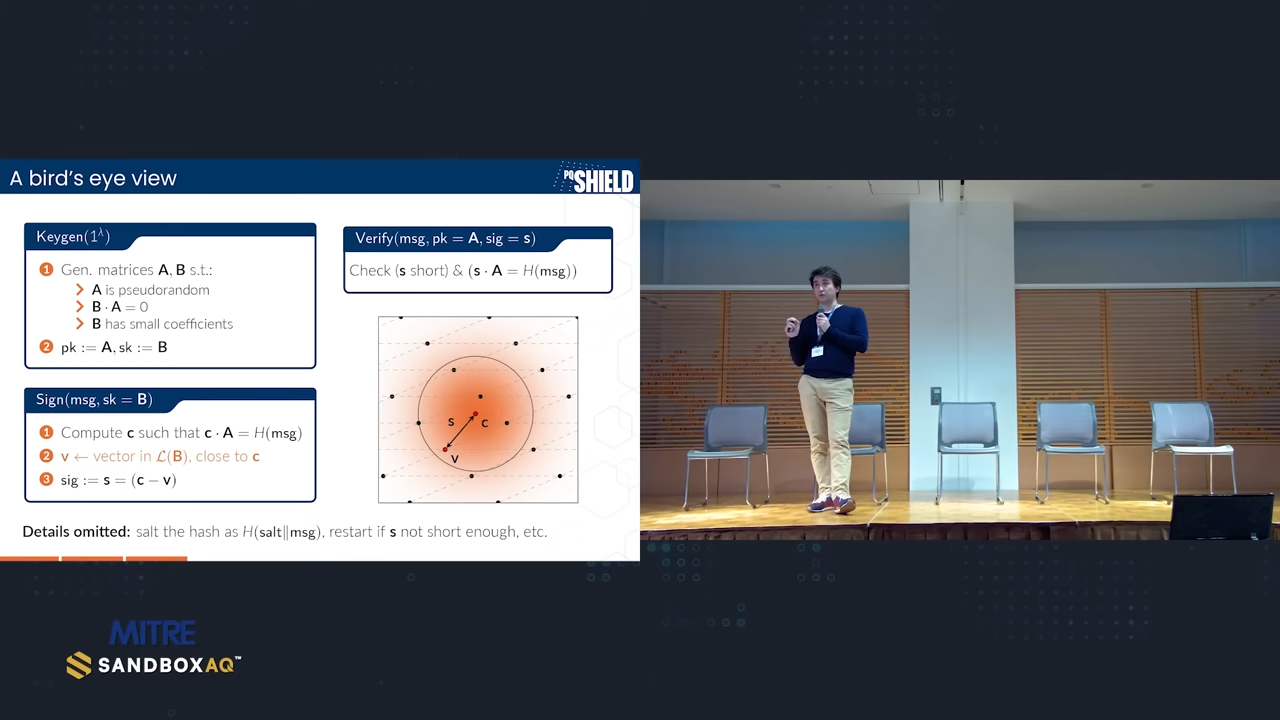 A bird's eye view
PQSHIELD
Keygen(1^λ)
1 Gen. matrices A, B s.t.:
A is pseudorandom
B · A = 0
B has small coefficients
2 pk := A, sk := B
Sign(msg, sk = B)
1 Compute c such that c · A = H(msg)
2 v ← vector in L(B), close to c
3 sig := s = (c − v)
Verify(msg, pk = A, sig = s)
Check (s short) & (s · A = H(msg))
s
c
v
Details omitted: salt the hash as H(salt||msg), restart if s not short enough, etc.
MITRE
SANDBOXAQ™